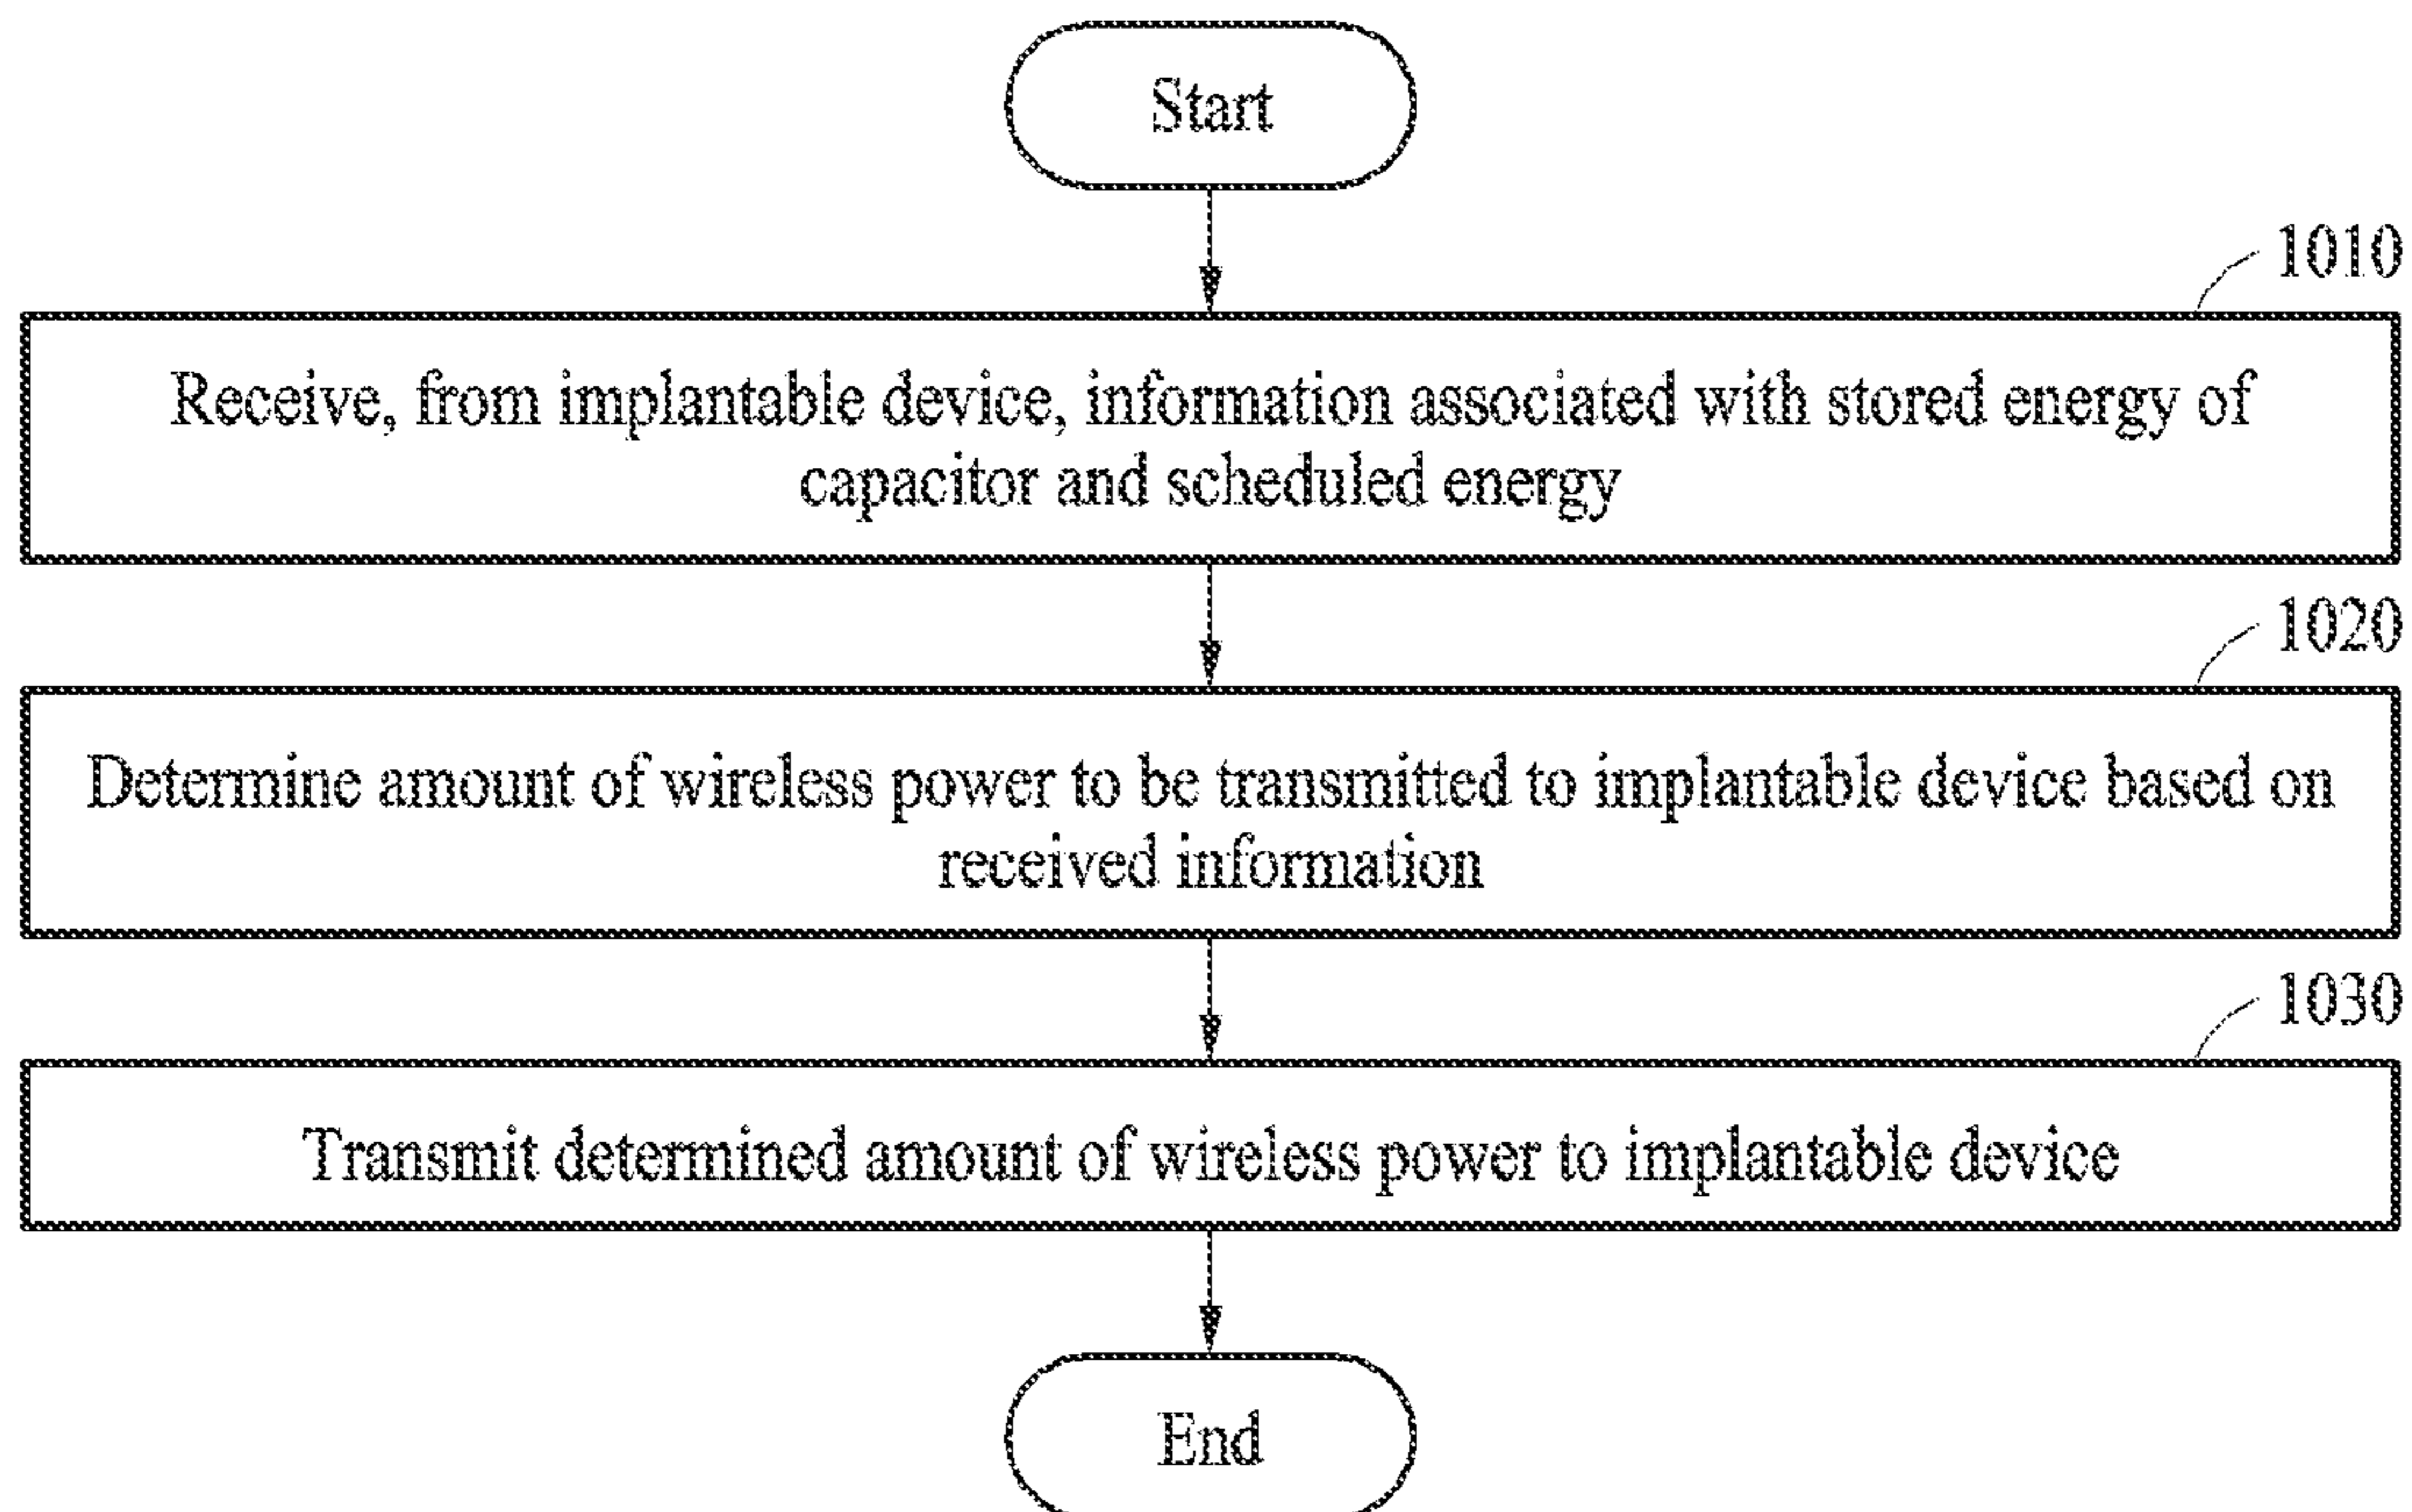 Start
1010
Receive, from implantable device, information associated with stored energy of
capacitor and scheduled energy
1020
Determine amount of wireless power to be transmitted to implantable device based on
received information
1030
Transmit determined amount of wireless power to implantable device
End